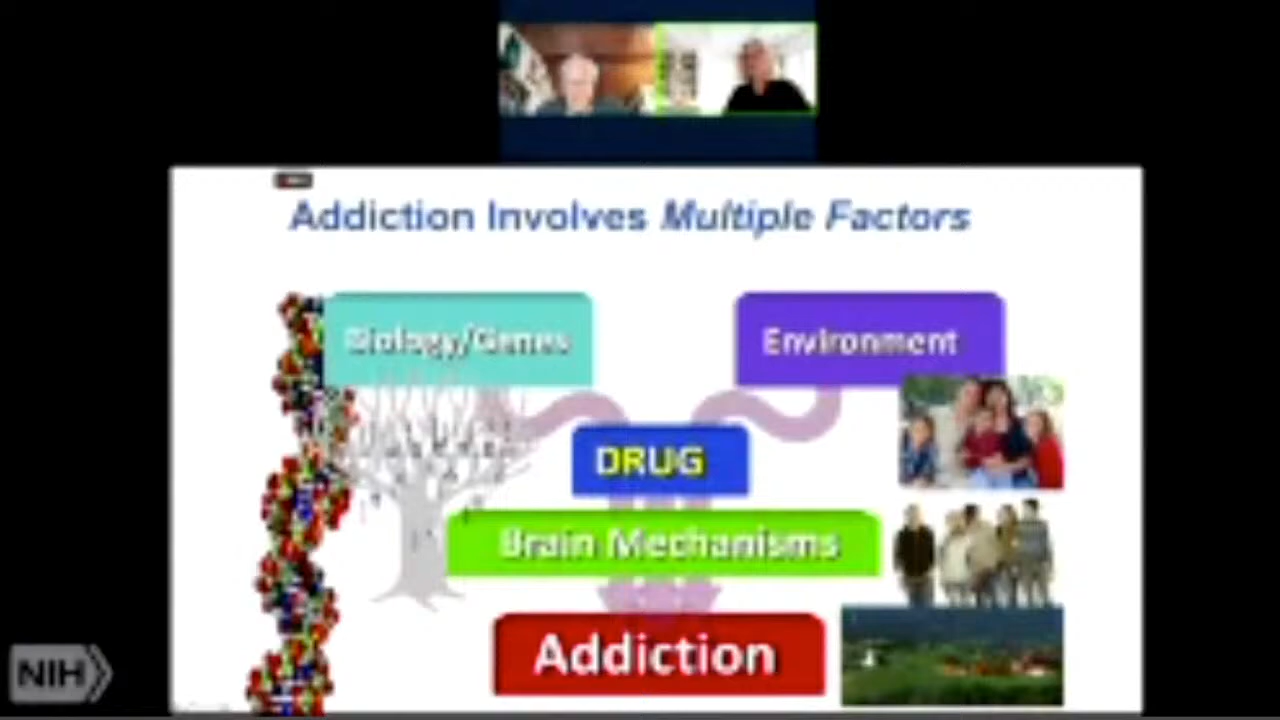 Addiction Involves Multiple Factors
Biology/Genes
Environment
DRUG
Brain Mechanisms
Addiction
NIH